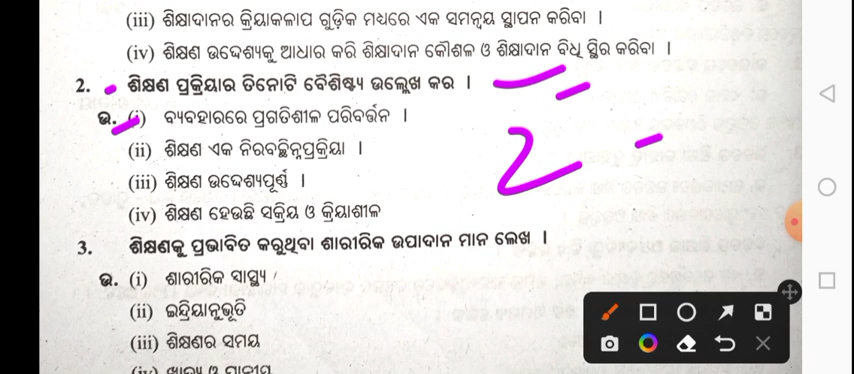 (iii) ଶିକ୍ଷାଦାନର କ୍ରିୟାକଳାପ ଗୁଡ଼ିକ ମଧ୍ୟରେ ଏକ ସମନ୍ୱୟ ସ୍ଥାପନ କରିବା ।
(iv) ଶିକ୍ଷଣ ଉଦ୍ଦେଶ୍ୟକୁ ଆଧାର କରି ଶିକ୍ଷାଦାନ କୌଶଳ ଓ ଶିକ୍ଷାଦାନ ବିଧି ସ୍ଥିର କରିବା ।
2. ଶିକ୍ଷଣ ପ୍ରକ୍ରିୟାର ତିନୋଟି ବୈଶିଷ୍ଟ୍ୟ ଉଲ୍ଲେଖ କର ।
ଉ. (i) ବ୍ୟବହାରରେ ପ୍ରଗତିଶୀଳ ପରିବର୍ତ୍ତନ ।
(ii) ଶିକ୍ଷଣ ଏକ ନିରବଚ୍ଛିନ୍ନପ୍ରକ୍ରିୟା ।
(iii) ଶିକ୍ଷଣ ଉଦ୍ଦେଶ୍ୟପୂର୍ଣ୍ଣ ।
(iv) ଶିକ୍ଷଣ ହେଉଛି ସକ୍ରିୟ ଓ କ୍ରିୟାଶୀଳ
2 -
3. ଶିକ୍ଷଣକୁ ପ୍ରଭାବିତ କରୁଥିବା ଶାରୀରିକ ଉପାଦାନ ମାନ ଲେଖ ।
ଉ. (i) ଶାରୀରିକ ସାସ୍ଥ୍ୟ
(ii) ଇନ୍ଦ୍ରିୟାନୁଭୂତି
(iii) ଶିକ୍ଷଣର ସମୟ
(iv) ଖାଦ୍ୟ ଓ ପାନୀୟ